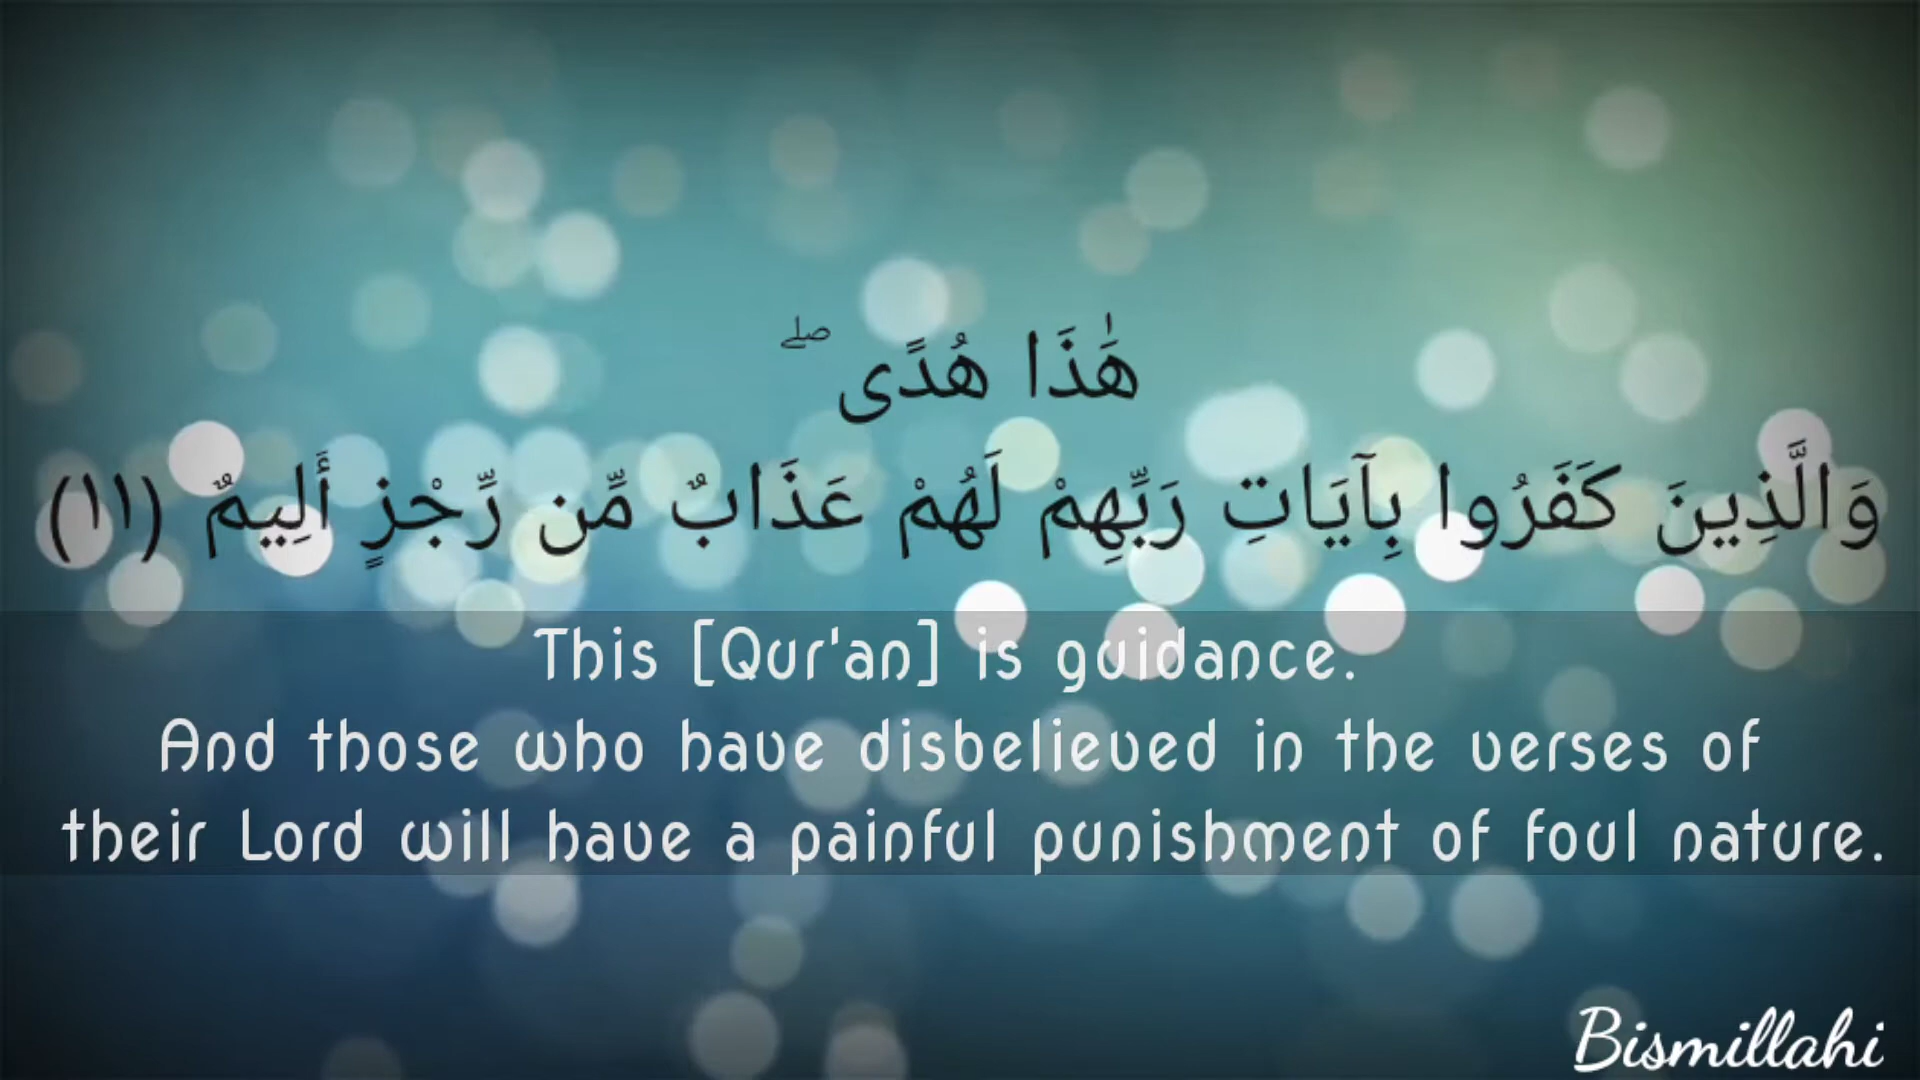 هَٰذَا هُدًى ۖ
وَالَّذِينَ كَفَرُوا بِآيَاتِ رَبِّهِمْ لَهُمْ عَذَابٌ مِّن رِّجْزٍ أَلِيمٌ (١١)
This [Qur'an] is guidance.
And those who have disbelieved in the verses of
their Lord will have a painful punishment of foul nature.
Bismillahi